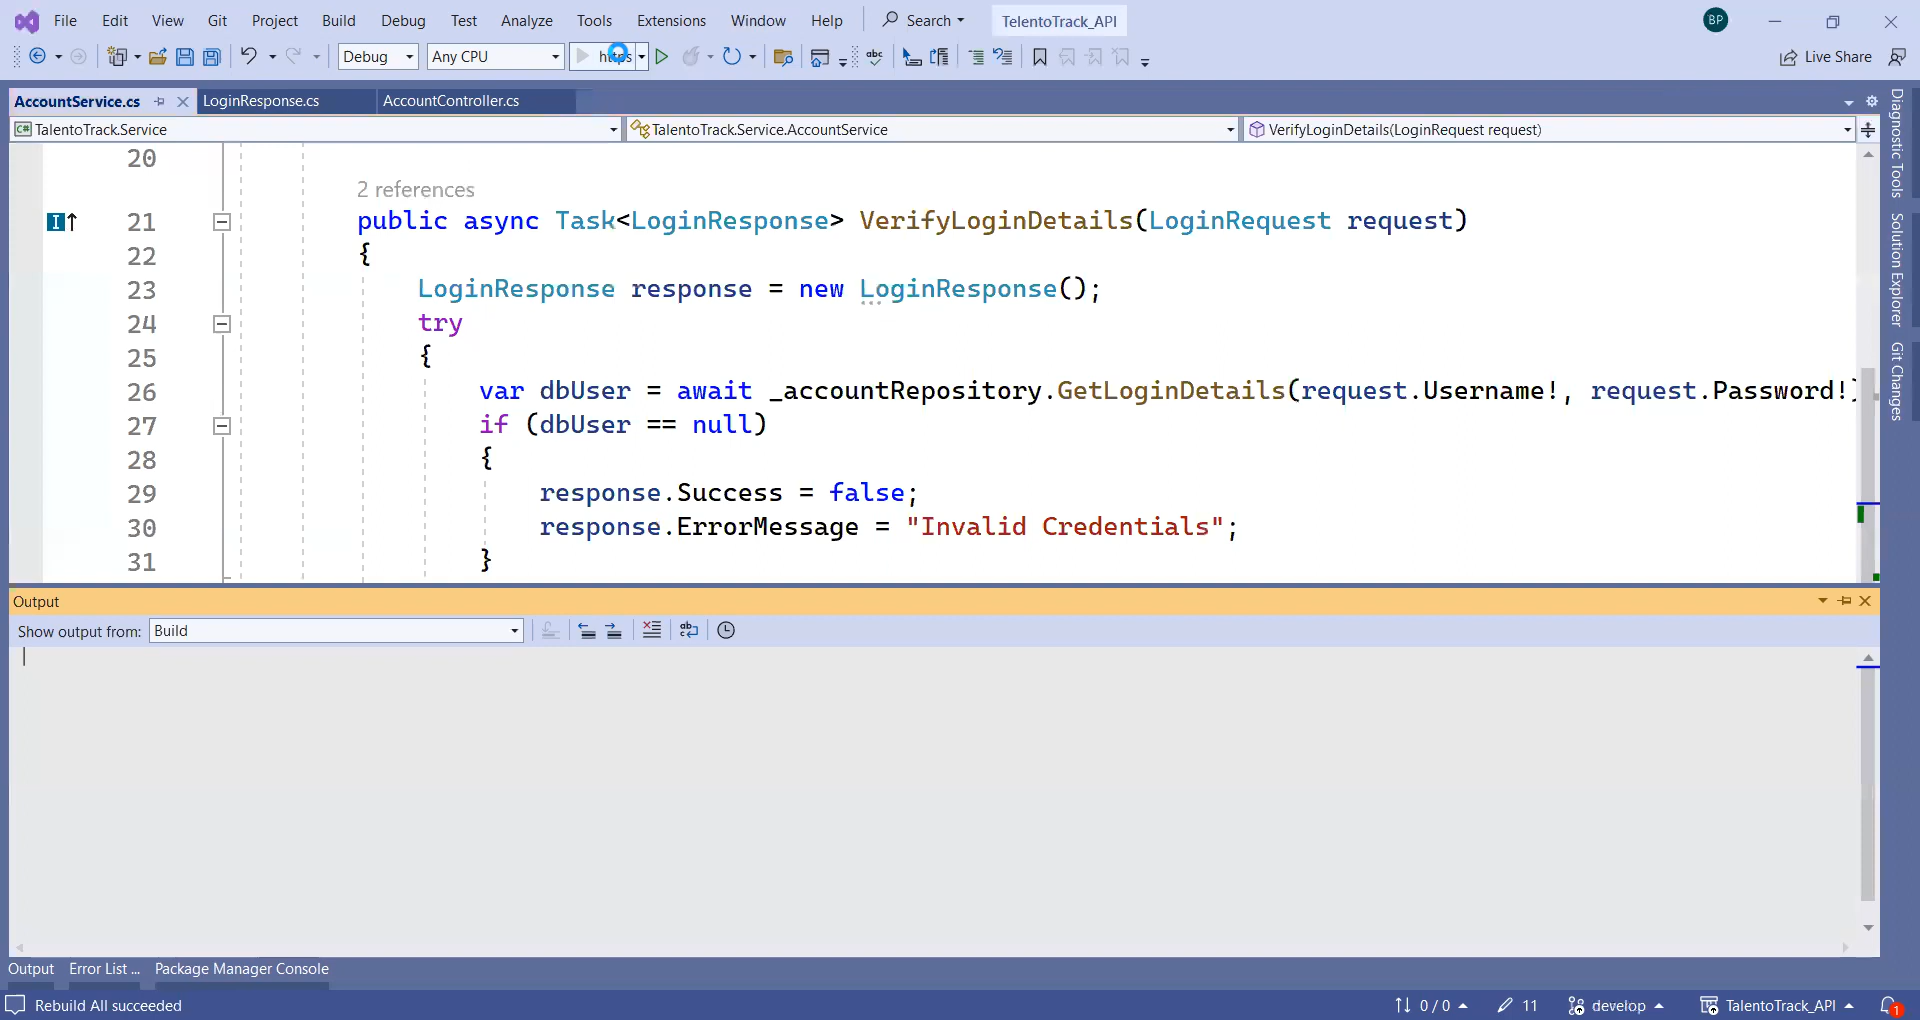 File Edit View Git Project Build Debug Test Analyze Tools Extensions Window Help Search TelentoTrack_API BP
Debug Any CPU https Live Share
AccountService.cs LoginResponse.cs AccountController.cs
TalentoTrack.Service TalentoTrack.Service.AccountService VerifyLoginDetails(LoginRequest request)
20
2 references
21 public async Task<LoginResponse> VerifyLoginDetails(LoginRequest request)
22 {
23 LoginResponse response = new LoginResponse();
24 try
25 {
26 var dbUser = await _accountRepository.GetLoginDetails(request.Username!, request.Password!)
27 if (dbUser == null)
28 {
29 response.Success = false;
30 response.ErrorMessage = "Invalid Credentials";
31 }
Diagnostic Tools
Solution Explorer
Git Changes
Output
Show output from: Build
Output Error List ... Package Manager Console
Rebuild All succeeded 0 / 0 11 develop TalentoTrack_API 1